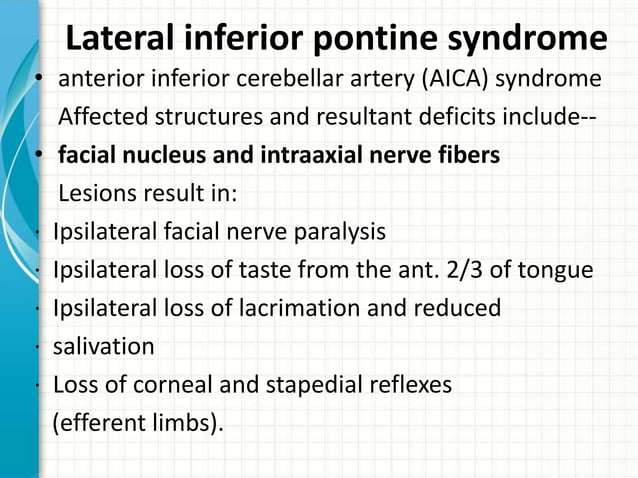 Lateral inferior pontine syndrome
• anterior inferior cerebellar artery (AICA) syndrome
Affected structures and resultant deficits include--
• facial nucleus and intraaxial nerve fibers
Lesions result in:
· Ipsilateral facial nerve paralysis
· Ipsilateral loss of taste from the ant. 2/3 of tongue
· Ipsilateral loss of lacrimation and reduced
· salivation
· Loss of corneal and stapedial reflexes
(efferent limbs).